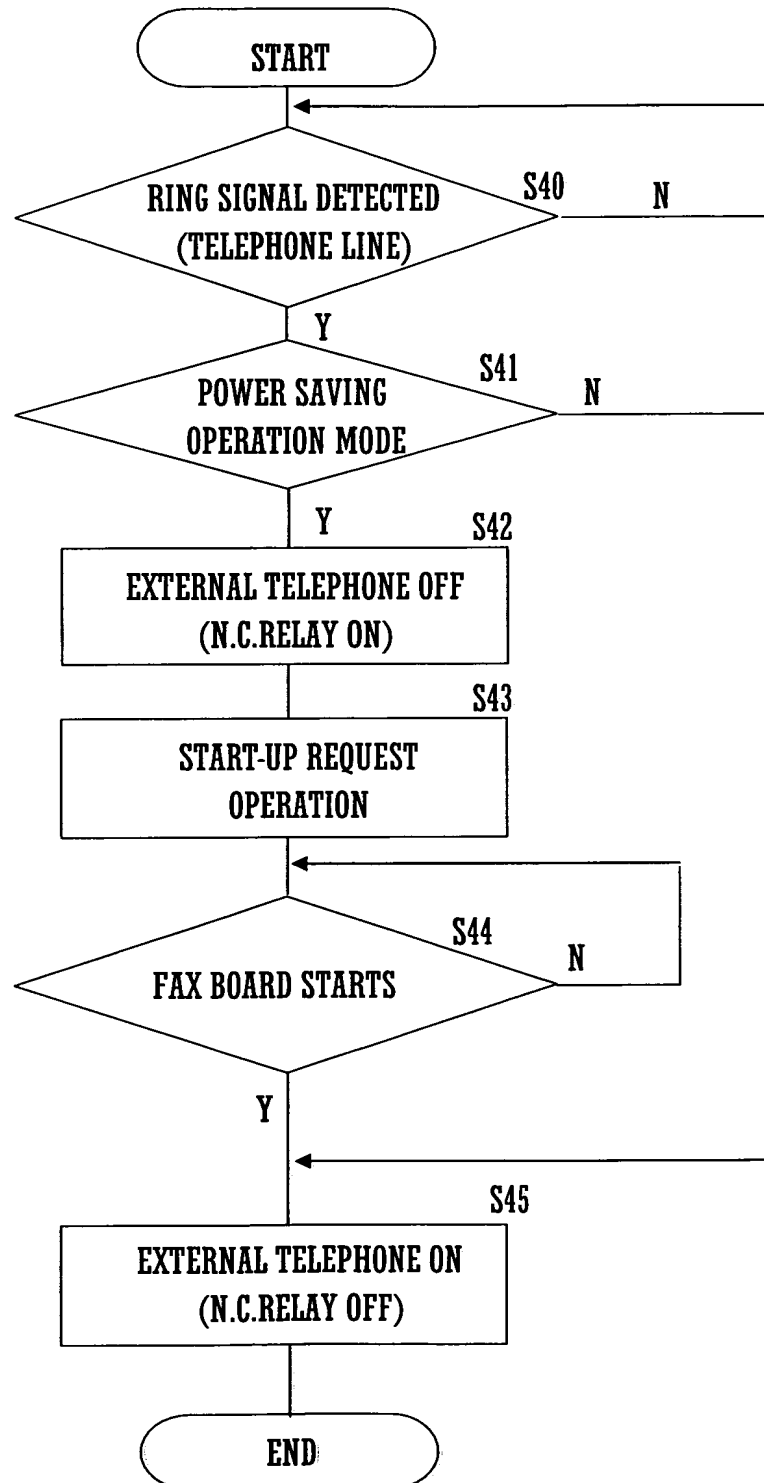 START
RING SIGNAL DETECTED
(TELEPHONE LINE)
S40
N
Y
POWER SAVING
OPERATION MODE
S41
N
Y
S42
EXTERNAL TELEPHONE OFF
(N.C.RELAY ON)
S43
START-UP REQUEST
OPERATION
S44
FAX BOARD STARTS
N
Y
S45
EXTERNAL TELEPHONE ON
(N.C.RELAY OFF)
END